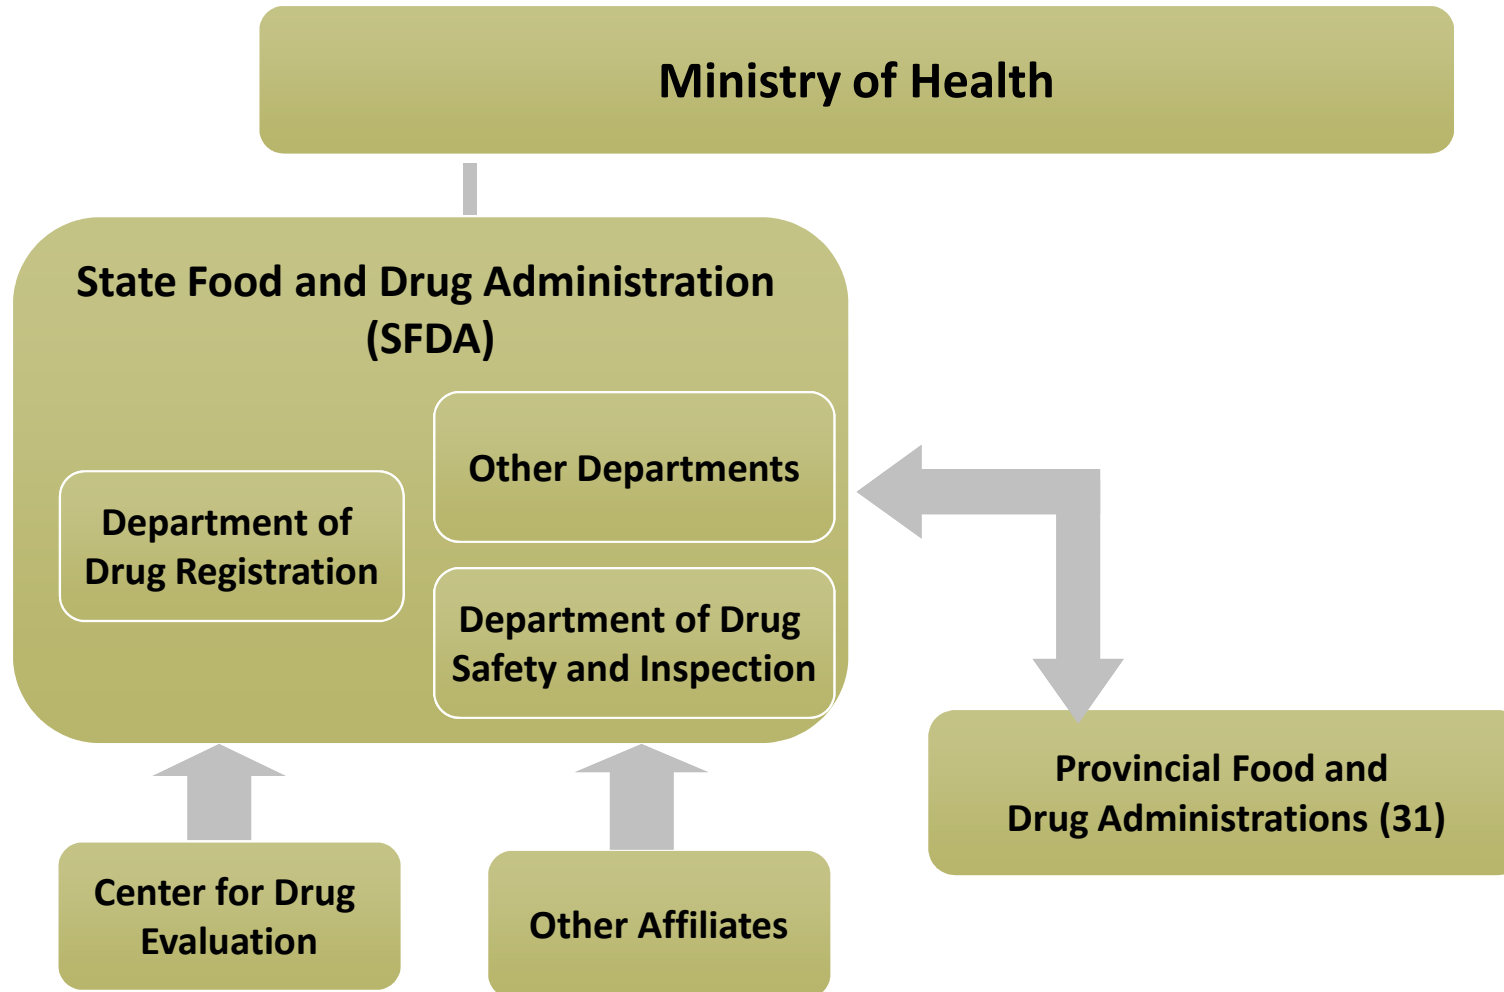 Ministry of Health
State Food and Drug Administration
(SFDA)
Other Departments
Department of
Drug Registration
Department of Drug
Safety and Inspection
Provincial Food and
Drug Administrations (31)
Center for Drug
Evaluation
Other Affiliates